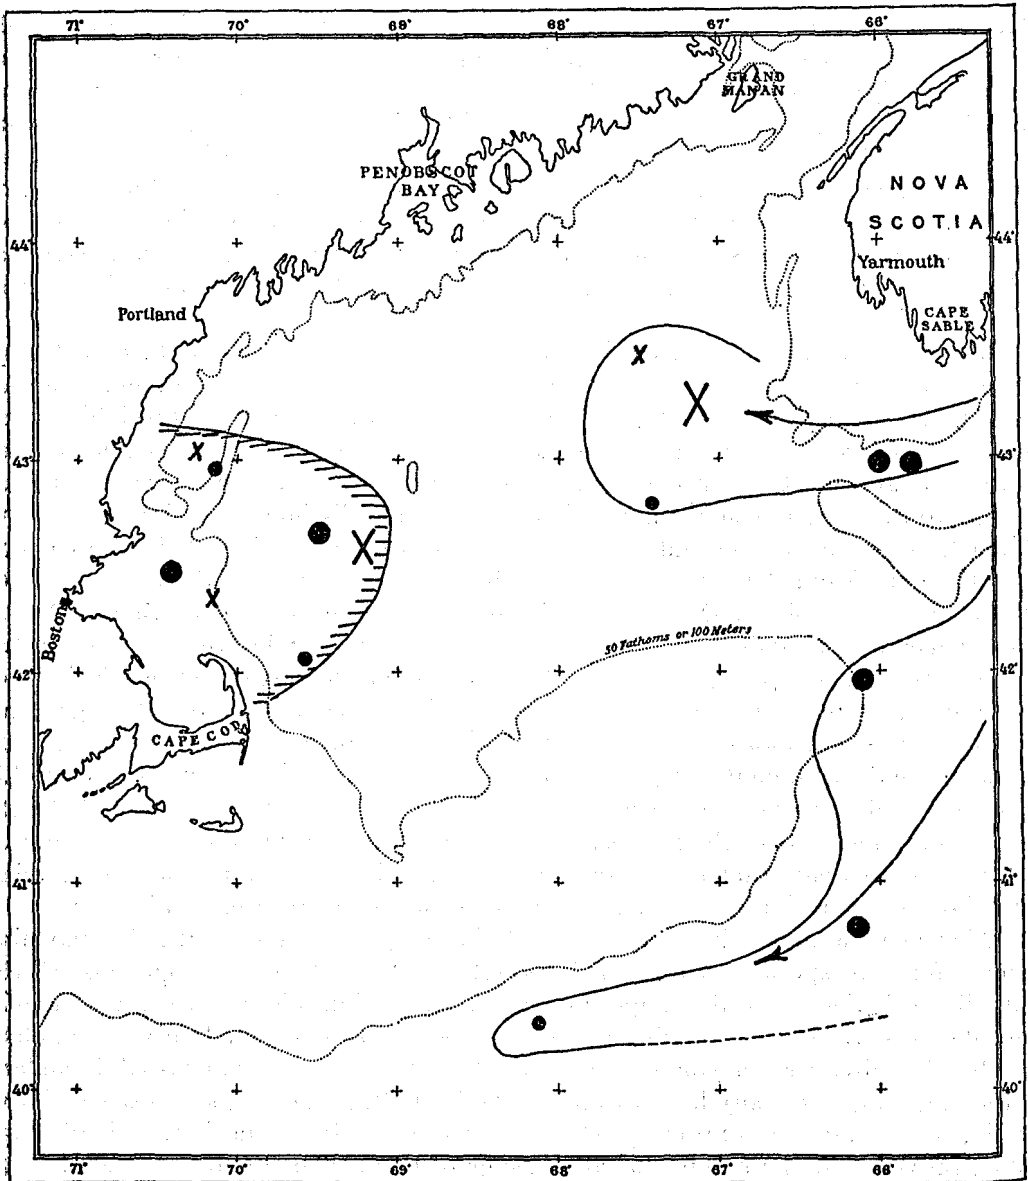 71° 70° 69° 68° 67° 66°
GRAND
MANAN
PENOBSCOT
BAY
NOVA
SCOTIA
44° 44°
Yarmouth
Portland
CAPE
SABLE
X
X
43° 43°
X
X
X
Boston
50 Fathoms or 100 Meters
42° 42°
CAPE COD
41° 41°
40° 40°
71° 70° 69° 68° 67° 66°